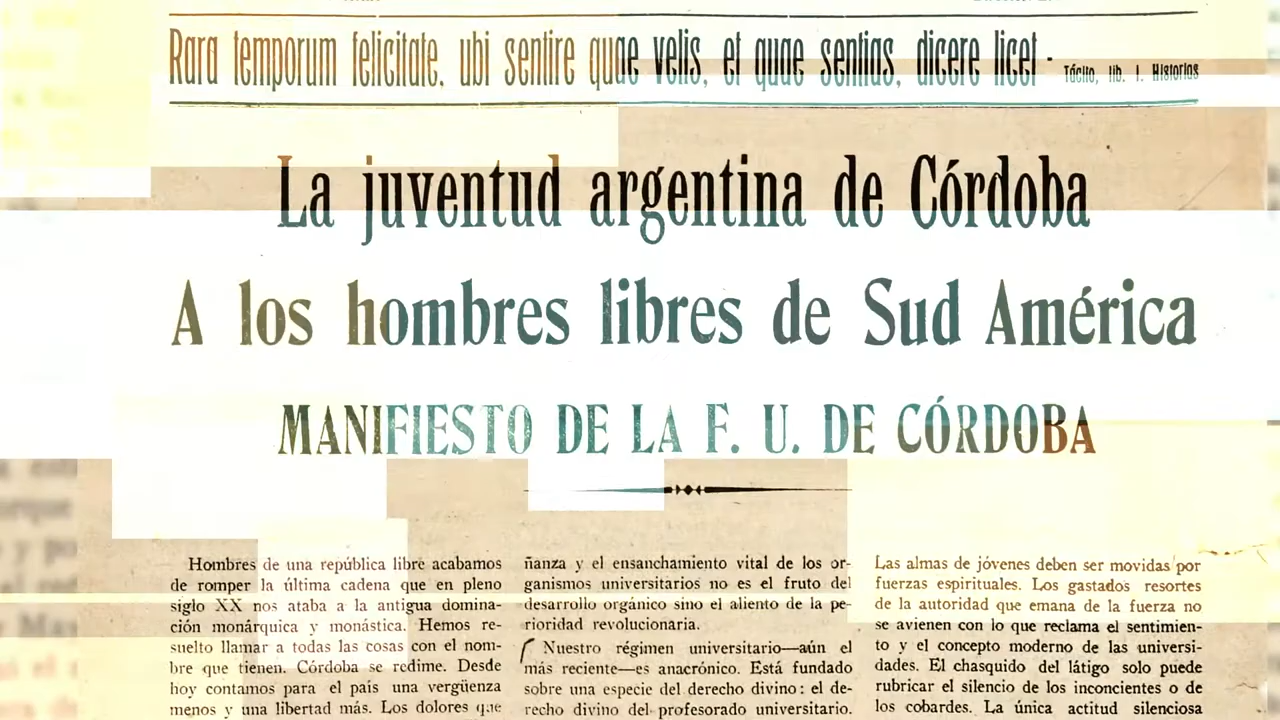 Rara temporum felicitate, ubi sentire quae velis, et quae sentias, dicere licet - Tácito, lib. I. Historias
La juventud argentina de Córdoba
A los hombres libres de Sud América
MANIFIESTO DE LA F. U. DE CÓRDOBA
Hombres de una república libre acabamos
de romper la última cadena que en pleno
siglo XX nos ataba a la antigua domina-
ción monárquica y monástica. Hemos re-
suelto llamar a todas las cosas con el nom-
bre que tienen. Córdoba se redime. Desde
hoy contamos para el país una vergüenza
menos y una libertad más. Los dolores que
ñanza y el ensanchamiento vital de los or-
ganismos universitarios no es el fruto del
desarrollo orgánico sino el aliento de la pe-
rioridad revolucionaria.
Nuestro régimen universitario—aún el
más reciente—es anacrónico. Está fundado
sobre una especie del derecho divino: el de-
recho divino del profesorado universitario.
Las almas de jóvenes deben ser movidas por
fuerzas espirituales. Los gastados resortes
de la autoridad que emana de la fuerza no
se avienen con lo que reclama el sentimien-
to y el concepto moderno de las universi-
dades. El chasquido del látigo solo puede
rubricar el silencio de los inconcientes o de
los cobardes. La única actitud silenciosa